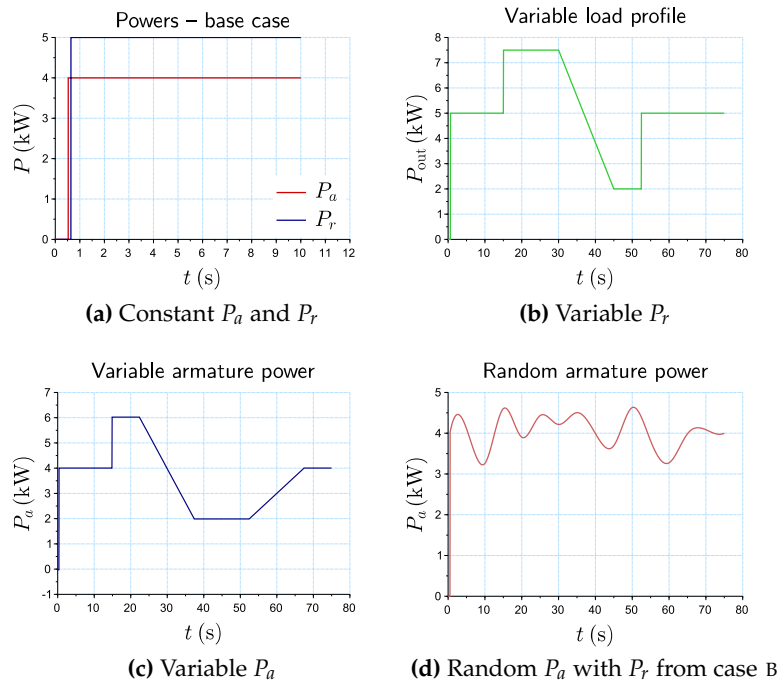 Powers – base case
P (kW)
5
4
3
2
1
0
P_a
P_r
0 1 2 3 4 5 6 7 8 9 10 11 12
t (s)
(a) Constant P_a and P_r
Variable load profile
P_out (kW)
8
7
6
5
4
3
2
1
0
0 10 20 30 40 50 60 70 80
t (s)
(b) Variable P_r
Variable armature power
P_a (kW)
7
6
5
4
3
2
1
0
-1
0 10 20 30 40 50 60 70 80
t (s)
(c) Variable P_a
Random armature power
P_a (kW)
5
4
3
2
1
0
0 10 20 30 40 50 60 70 80
t (s)
(d) Random P_a with P_r from case B